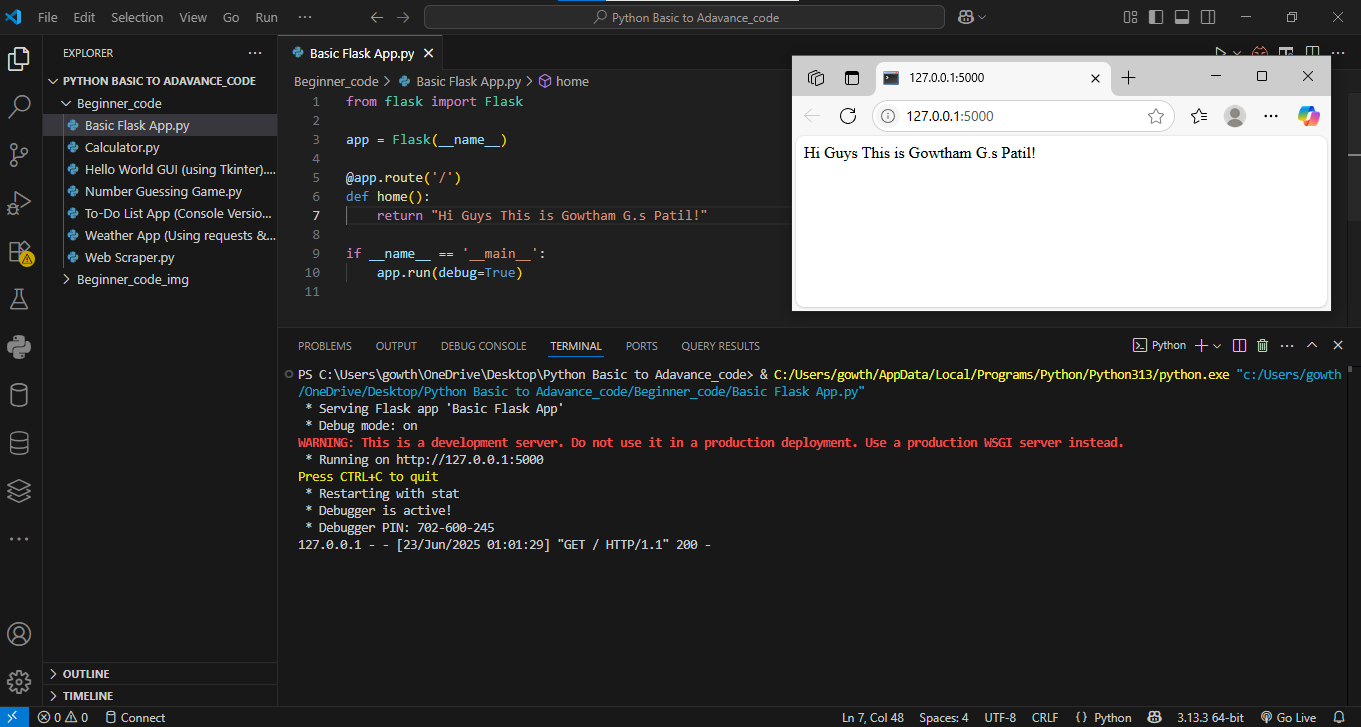 File Edit Selection View Go Run ··· Python Basic to Adavance_code
EXPLORER ···
PYTHON BASIC TO ADAVANCE_CODE
Beginner_code
Basic Flask App.py
Calculator.py
Hello World GUI (using Tkinter)....
Number Guessing Game.py
To-Do List App (Console Versio...
Weather App (Using requests &...
Web Scraper.py
Beginner_code_img
OUTLINE
TIMELINE
Basic Flask App.py
Beginner_code > Basic Flask App.py > home
1 from flask import Flask
2
3 app = Flask(__name__)
4
5 @app.route('/')
6 def home():
7 return "Hi Guys This is Gowtham G.s Patil!"
8
9 if __name__ == '__main__':
10 app.run(debug=True)
11
127.0.0.1:5000
127.0.0.1:5000
Hi Guys This is Gowtham G.s Patil!
PROBLEMS OUTPUT DEBUG CONSOLE TERMINAL PORTS QUERY RESULTS Python
PS C:\Users\gowth\OneDrive\Desktop\Python Basic to Adavance_code> & C:/Users/gowth/AppData/Local/Programs/Python/Python313/python.exe "c:/Users/gowth
/OneDrive/Desktop/Python Basic to Adavance_code/Beginner_code/Basic Flask App.py"
* Serving Flask app 'Basic Flask App'
* Debug mode: on
WARNING: This is a development server. Do not use it in a production deployment. Use a production WSGI server instead.
* Running on http://127.0.0.1:5000
Press CTRL+C to quit
* Restarting with stat
* Debugger is active!
* Debugger PIN: 702-600-245
127.0.0.1 - - [23/Jun/2025 01:01:29] "GET / HTTP/1.1" 200 -
0 0 Connect Ln 7, Col 48 Spaces: 4 UTF-8 CRLF {} Python 3.13.3 64-bit Go Live